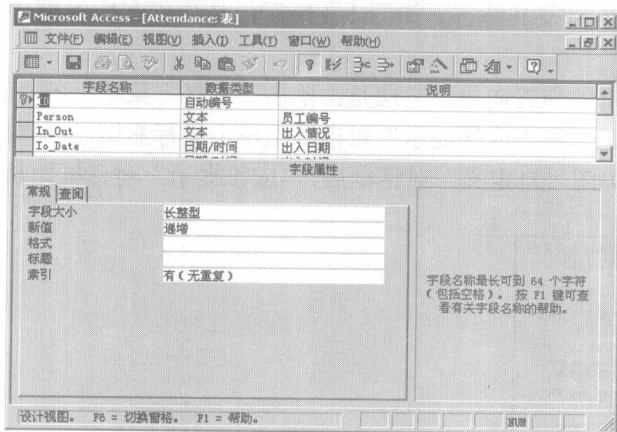 Microsoft Access - [Attendance: 表]
文件(F) 编辑(E) 视图(V) 插入(I) 工具(T) 窗口(W) 帮助(H)
字段名称 数据类型 说明
ID 自动编号
Person 文本 员工编号
In_Out 文本 出入情况
Io_Date 日期/时间 出入日期
字段属性
常规 查阅
字段大小 长整型
新值 递增
格式
标题
索引 有(无重复)
字段名称最长可到 64 个字符
(包括空格)。 按 F1 键可查
看有关字段名称的帮助。
设计视图。 F6 = 切换窗格。 F1 = 帮助。 NUM